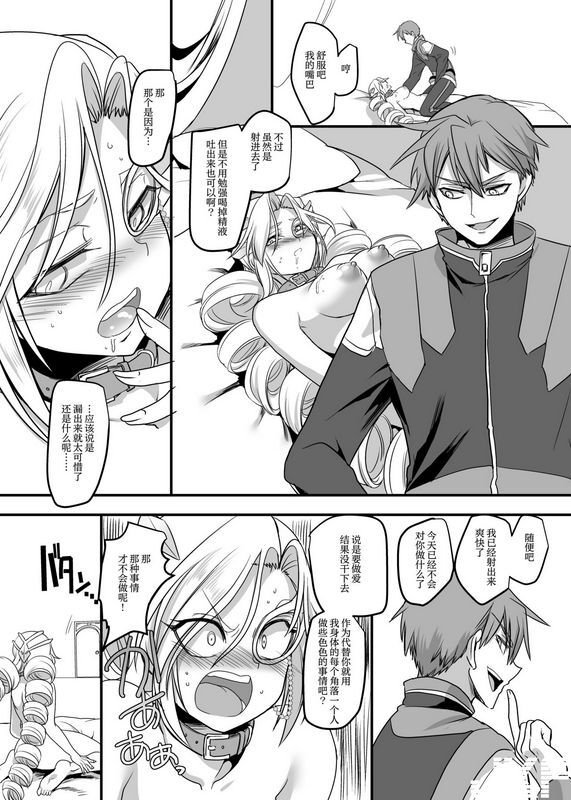 哼
舒服吧
我的嘴巴
不过
虽然是
射进去了
但是不用勉强喝掉精液
吐出来也可以啊？
那
那个是因为…
…应该说是
漏出来就太可惜了
还是什么呢……
随便吧
我已经射出来
爽快了
今天已经不会
对你做什么了
说是要做爱
结果没干下去
作为代替你就用
我身体的每个角落一个人
做些色色的事情吧？
那
那种事情
才不会做呢！
ああああっ
バタン…